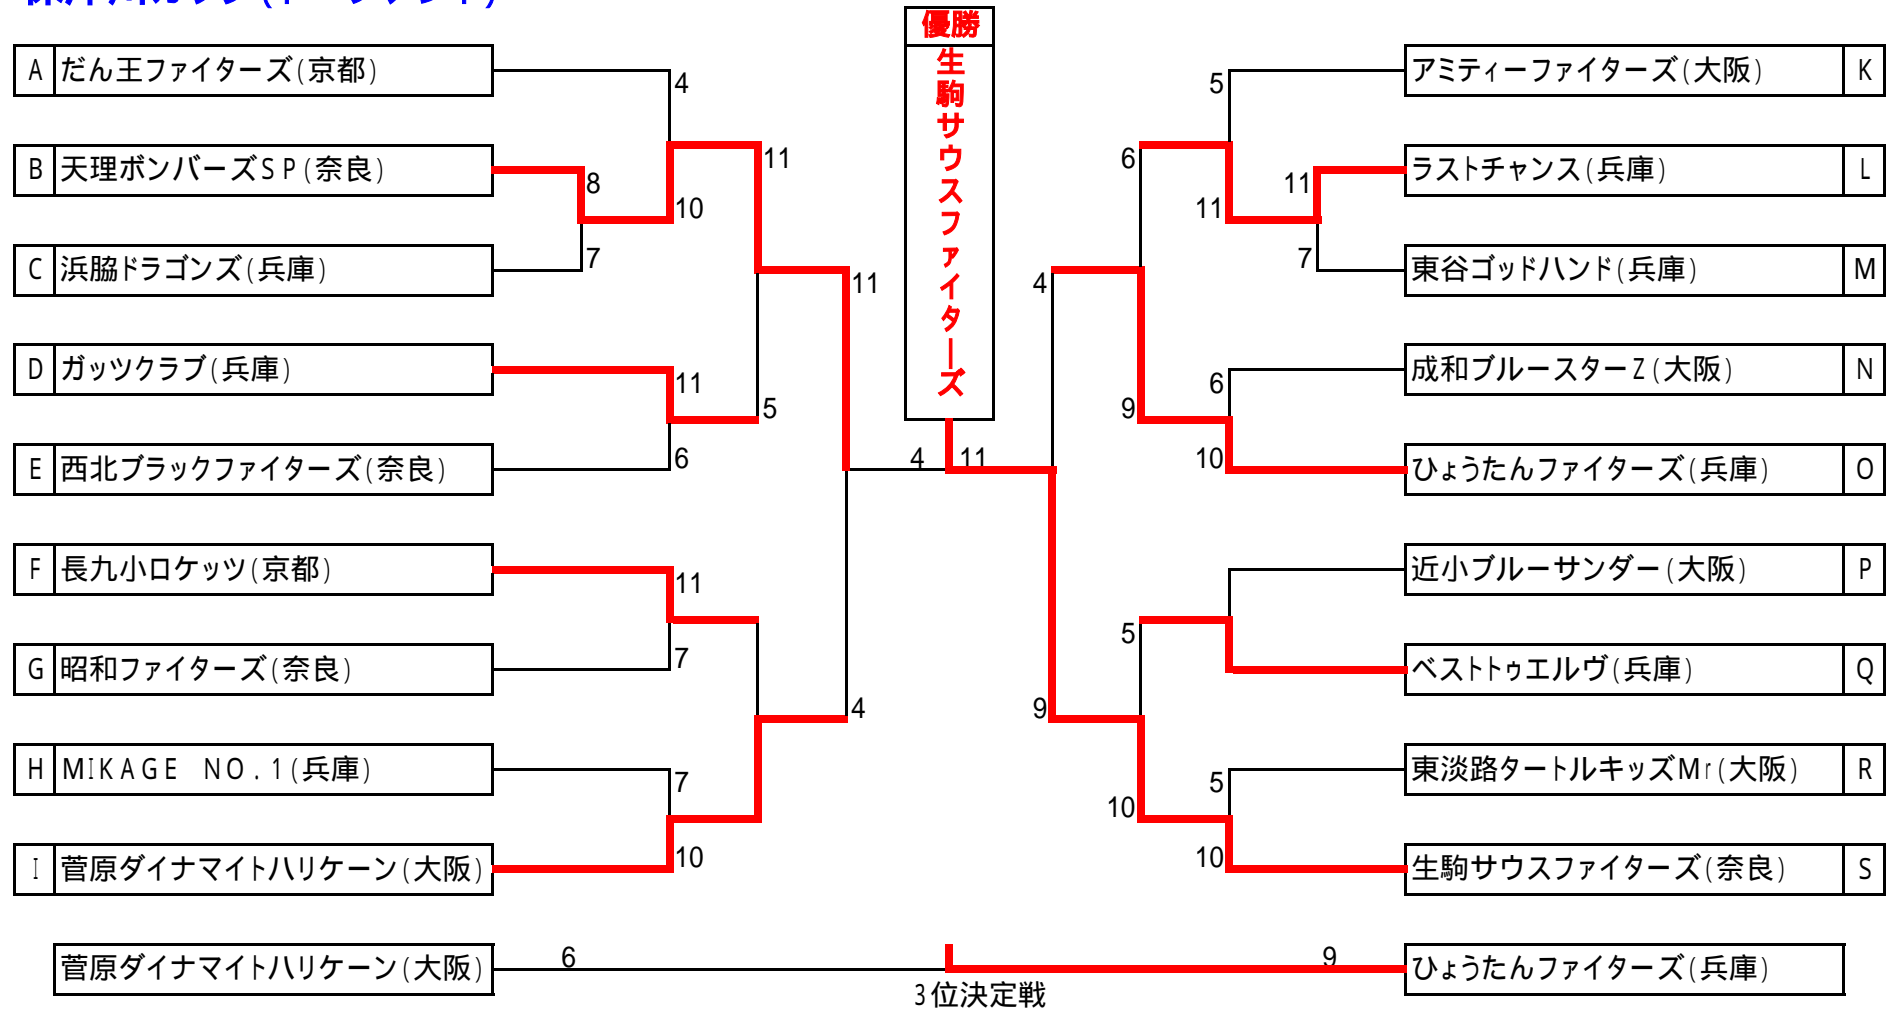 優勝
生駒サウスファイターズ
A だん王ファイターズ(京都)
B 天理ボンバーズSP(奈良)
C 浜脇ドラゴンズ(兵庫)
D ガッツクラブ(兵庫)
E 西北ブラックファイターズ(奈良)
F 長九小ロケッツ(京都)
G 昭和ファイターズ(奈良)
H MIKAGE NO.1(兵庫)
I 菅原ダイナマイトハリケーン(大阪)
4
8
10
7
11
11
6
5
11
11
7
7
10
4
4 11
アミティーファイターズ(大阪) K
ラストチャンス(兵庫) L
東谷ゴッドハンド(兵庫) M
成和ブルースターZ(大阪) N
ひょうたんファイターズ(兵庫) O
近小ブルーサンダー(大阪) P
ベストトゥエルヴ(兵庫) Q
東淡路タートルキッズMr(大阪) R
生駒サウスファイターズ(奈良) S
5
11
11
7
6
6
10
9
4
5
5
10
10
9
菅原ダイナマイトハリケーン(大阪) 6 9 ひょうたんファイターズ(兵庫)
3位決定戦